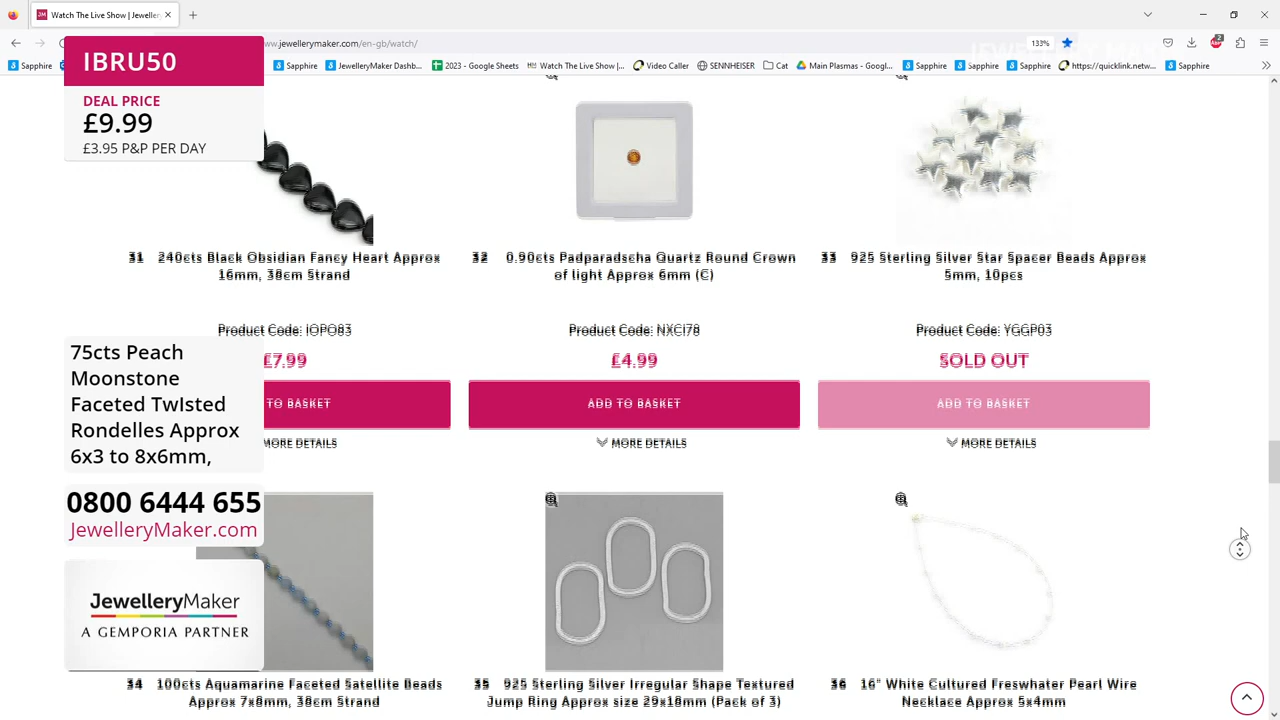 Watch The Live Show | Jeweller
ww.jewellerymaker.com/en-gb/watch/
133%
2
Sapphire
Sapphire
JewelleryMaker Dashb...
2023 - Google Sheets
Watch The Live Show |...
Video Caller
SENNHEISER
Cat
Main Plasmas - Googl...
Sapphire
Sapphire
Sapphire
https://quicklink.netw...
Sapphire
IBRU50
DEAL PRICE
£9.99
£3.95 P&P PER DAY
31 240cts Black Obsidian Fancy Heart Approx
16mm, 38cm Strand
32 0.90cts Padparadscha Quartz Round Crown
of light Approx 6mm (C)
33 925 Sterling Silver Star Spacer Beads Approx
5mm, 10pcs
Product Code: IOPO83
Product Code: NXCI78
Product Code: YGGP03
£7.99
£4.99
SOLD OUT
TO BASKET
ADD TO BASKET
ADD TO BASKET
MORE DETAILS
MORE DETAILS
MORE DETAILS
75cts Peach
Moonstone
Faceted TwIsted
Rondelles Approx
6x3 to 8x6mm,
0800 6444 655
JewelleryMaker.com
JewelleryMaker
A GEMPORIA PARTNER
34 100cts Aquamarine Faceted Satellite Beads
Approx 7x8mm, 38cm Strand
35 925 Sterling Silver Irregular Shape Textured
Jump Ring Approx size 29x18mm (Pack of 3)
36 16" White Cultured Freshwater Pearl Wire
Necklace Approx 5x4mm